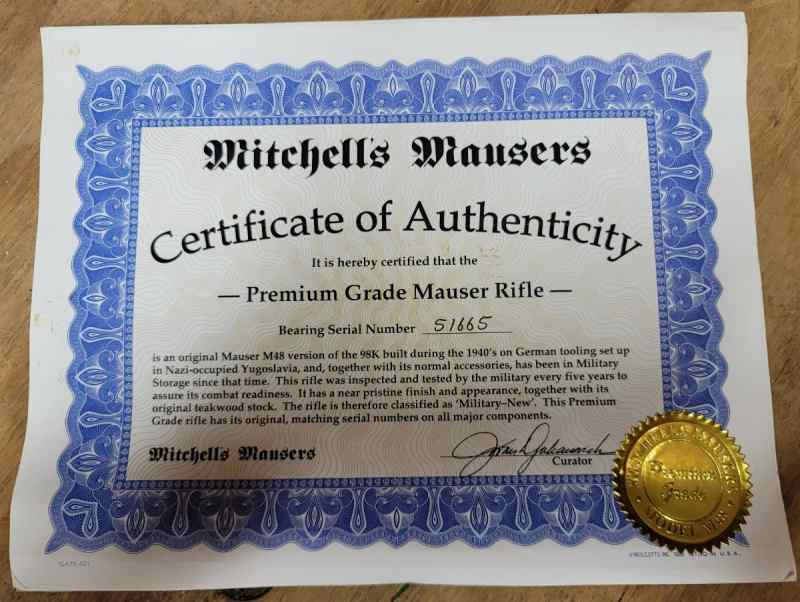 Mitchell's Mausers
Certificate of Authenticity
It is hereby certified that the
— Premium Grade Mauser Rifle —
Bearing Serial Number 51665
is an original Mauser M48 version of the 98K built during the 1940's on German tooling set up
in Nazi-occupied Yugoslavia, and, together with its normal accessories, has been in Military
Storage since that time. This rifle was inspected and tested by the military every five years to
assure its combat readiness. It has a near pristine finish and appearance, together with its
original teakwood stock. The rifle is therefore classified as 'Military–New'. This Premium
Grade rifle has its original, matching serial numbers on all major components.
Mitchell's Mausers
Curator
MITCHELL'S MAUSERS
Premium
Grade
MODEL M48
U.S.A.